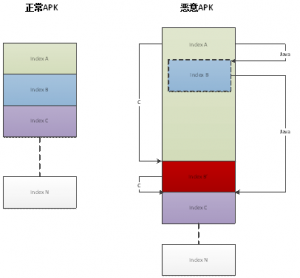 正常APK
恶意APK
Index A
Index B
Index C
Index N
Index A
Java
Index B
Java
C
Index B'
C
Index C
Index N